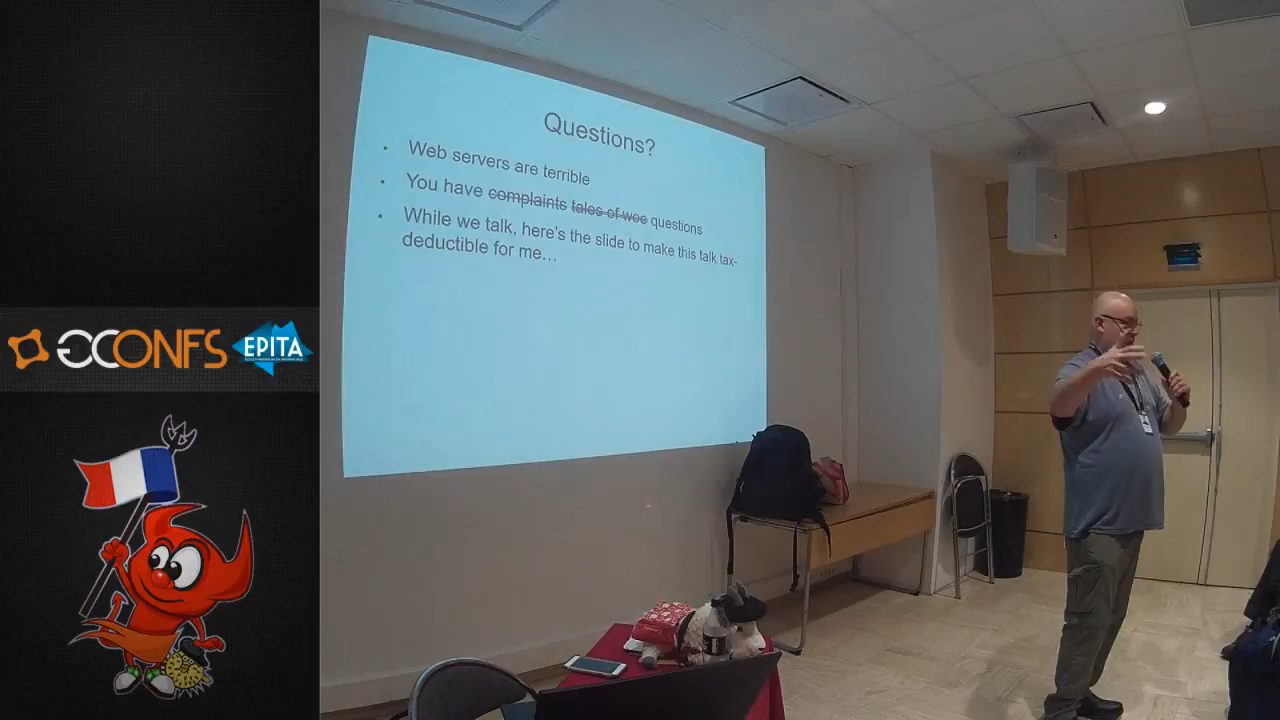 Questions?
• Web servers are terrible
• You have complaints tales of woe questions
• While we talk, here's the slide to make this talk tax-
deductible for me…
GCONFS
EPITA